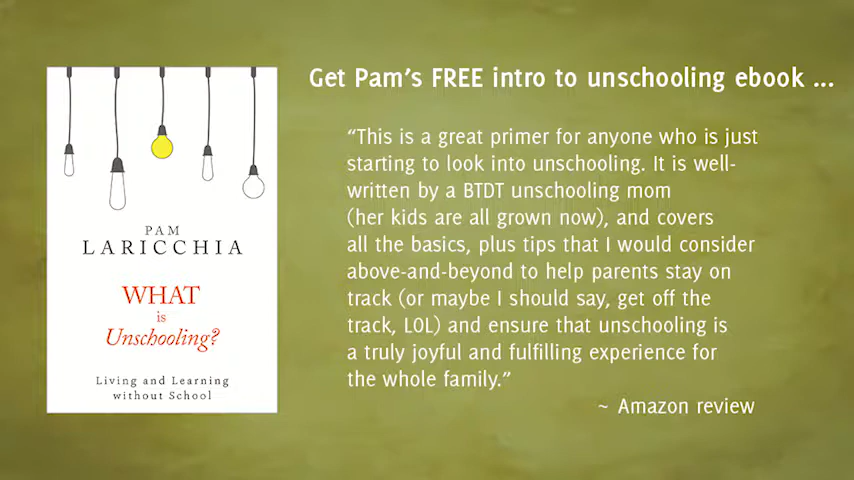 Get Pam's FREE intro to unschooling ebook ...
PAM
LARICCHIA
WHAT
is
Unschooling?
Living and Learning
without School
“This is a great primer for anyone who is just
starting to look into unschooling. It is well-
written by a BTDT unschooling mom
(her kids are all grown now), and covers
all the basics, plus tips that I would consider
above-and-beyond to help parents stay on
track (or maybe I should say, get off the
track, LOL) and ensure that unschooling is
a truly joyful and fulfilling experience for
the whole family.”
~ Amazon review